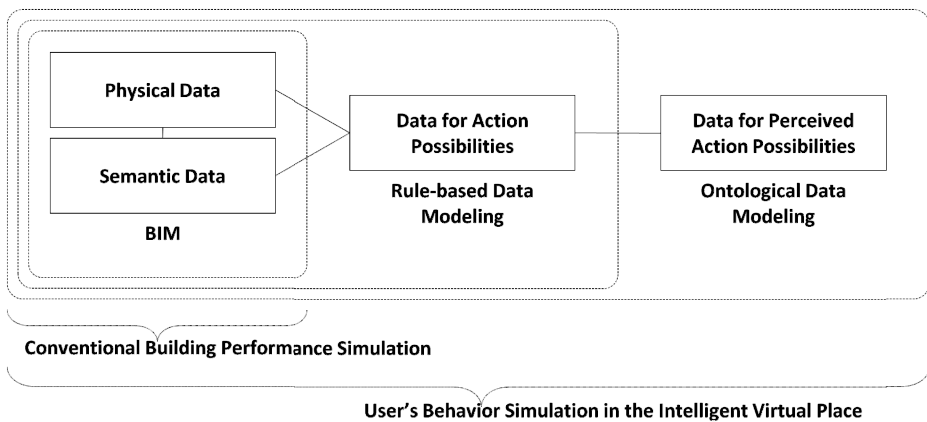 Physical Data
Semantic Data
BIM
Data for Action
Possibilities
Rule-based Data
Modeling
Data for Perceived
Action Possibilities
Ontological Data
Modeling
Conventional Building Performance Simulation
User's Behavior Simulation in the Intelligent Virtual Place